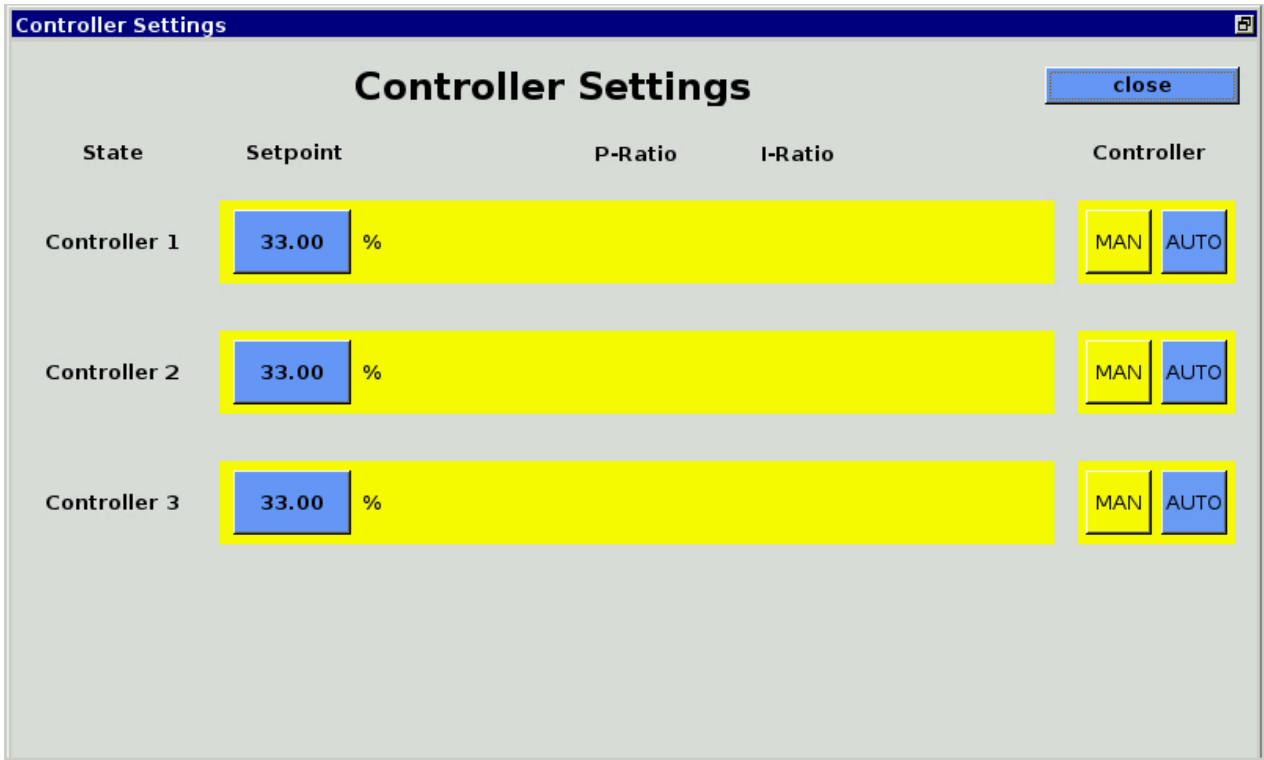 Controller Settings
Controller Settings
close
State Setpoint P-Ratio I-Ratio Controller
Controller 1 33.00 % MAN AUTO
Controller 2 33.00 % MAN AUTO
Controller 3 33.00 % MAN AUTO